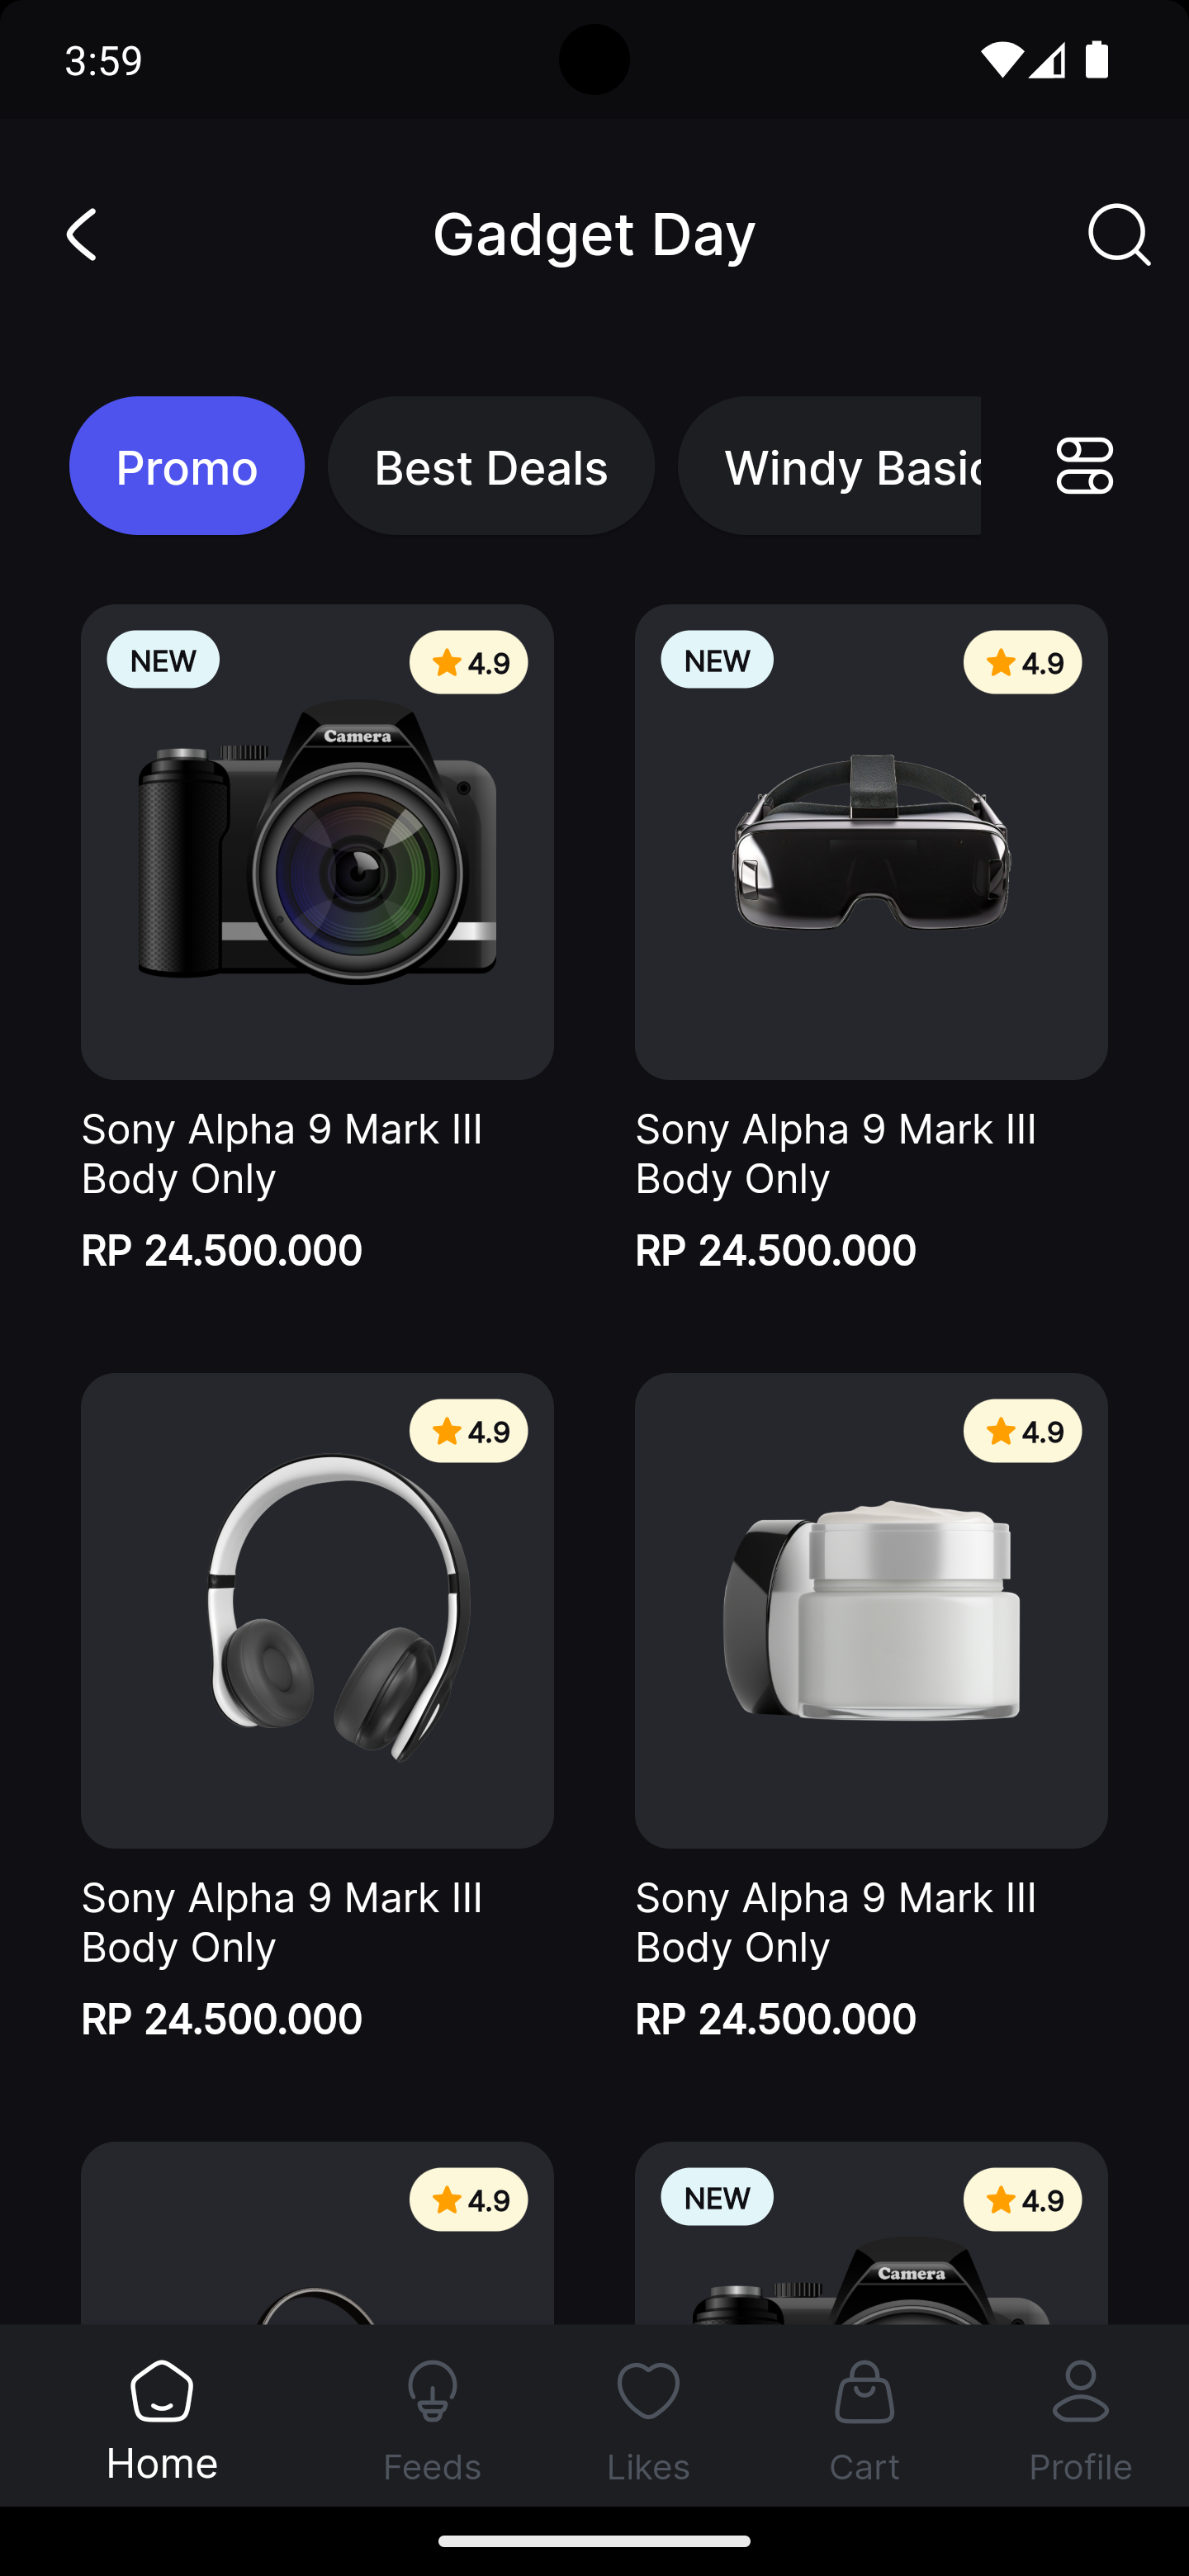 3:59
Gadget Day
Promo
Best Deals
Windy Basic
NEW
4.9
Camera
NEW
4.9
Sony Alpha 9 Mark III
Body Only
RP 24.500.000
Sony Alpha 9 Mark III
Body Only
RP 24.500.000
4.9
4.9
Sony Alpha 9 Mark III
Body Only
RP 24.500.000
Sony Alpha 9 Mark III
Body Only
RP 24.500.000
4.9
NEW
4.9
Camera
Home
Feeds
Likes
Cart
Profile